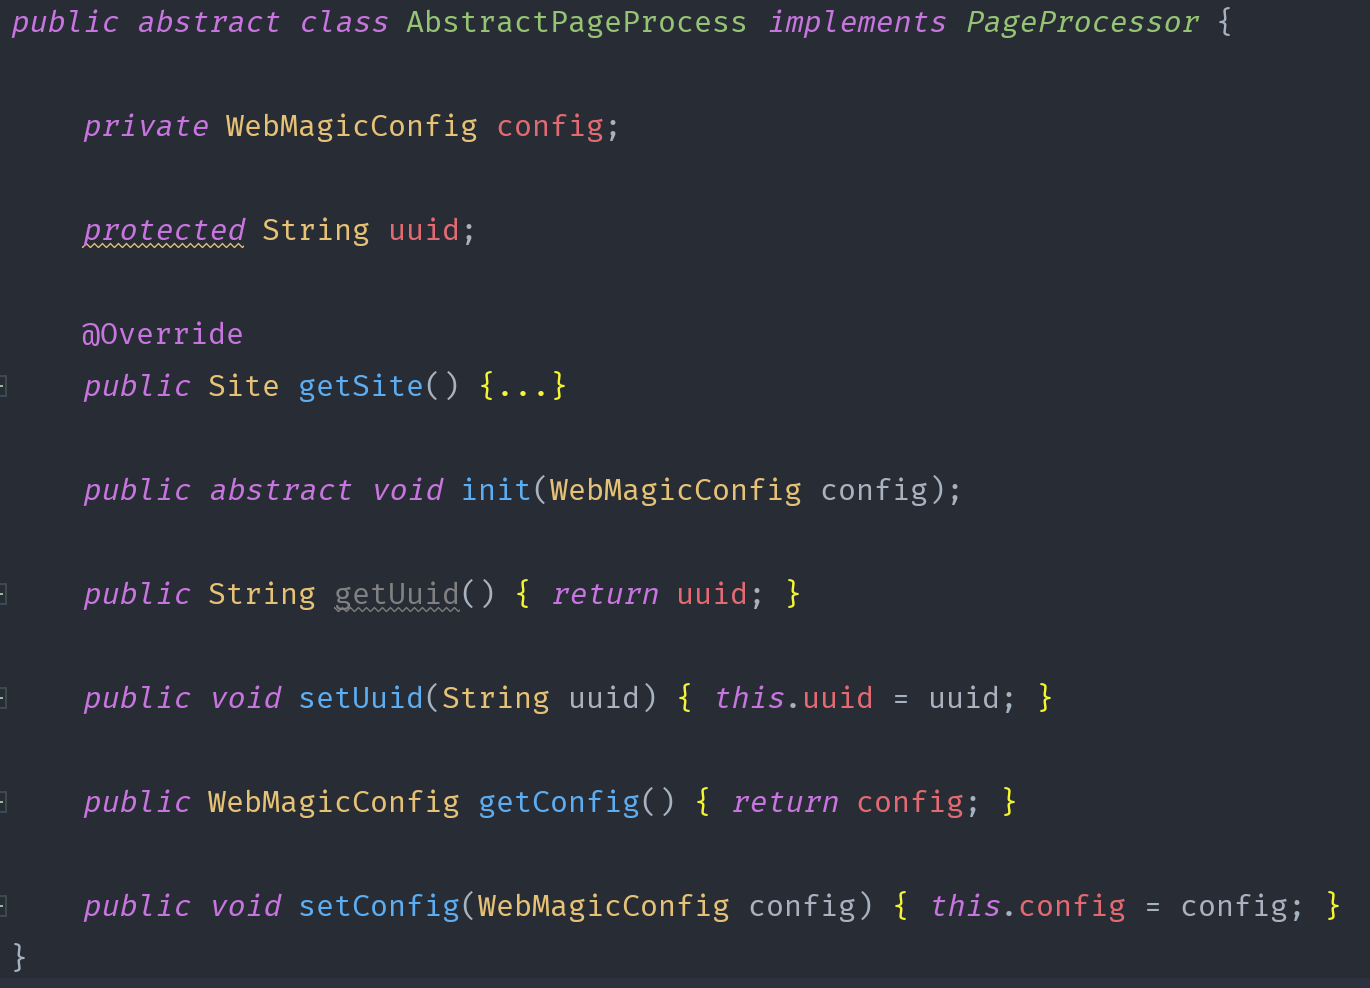 public abstract class AbstractPageProcess implements PageProcessor {
private WebMagicConfig config;
protected String uuid;
@Override
public Site getSite() {...}
public abstract void init(WebMagicConfig config);
public String getUuid() { return uuid; }
public void setUuid(String uuid) { this.uuid = uuid; }
public WebMagicConfig getConfig() { return config; }
public void setConfig(WebMagicConfig config) { this.config = config; }
}